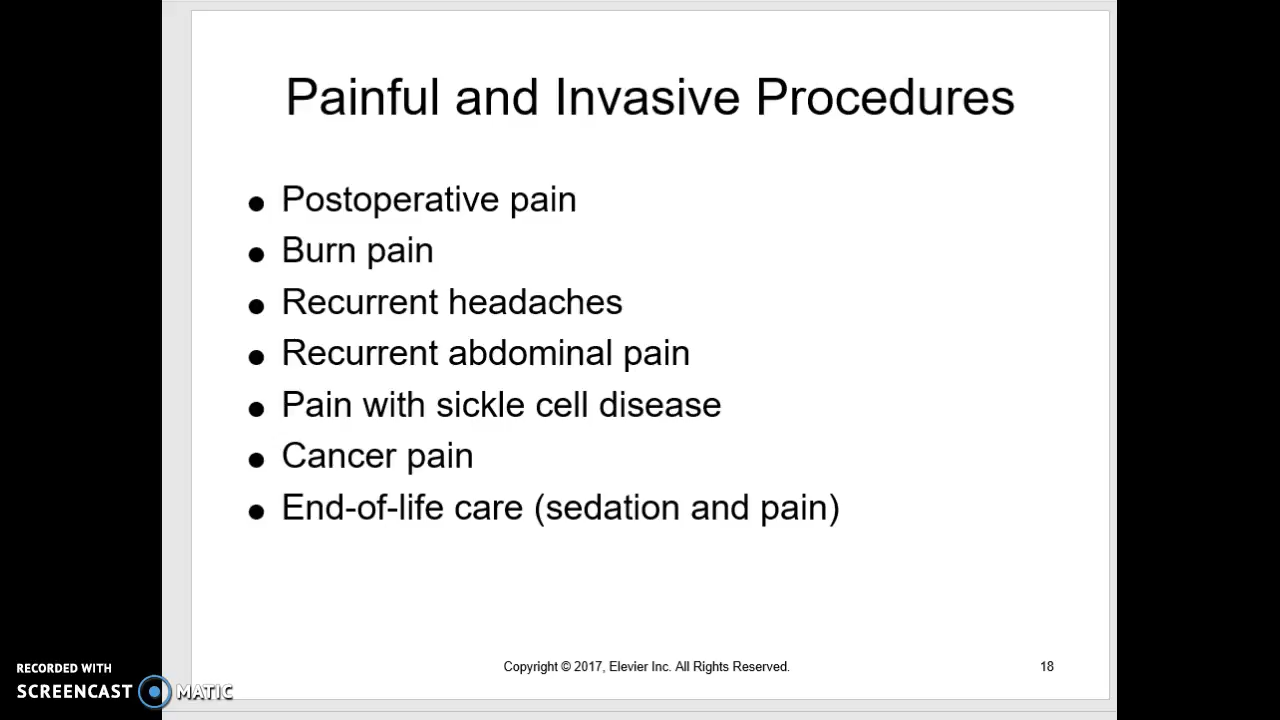 Painful and Invasive Procedures
● Postoperative pain
● Burn pain
● Recurrent headaches
● Recurrent abdominal pain
● Pain with sickle cell disease
● Cancer pain
● End-of-life care (sedation and pain)
Copyright © 2017, Elevier Inc. All Rights Reserved.
18
RECORDED WITH
SCREENCAST MATIC